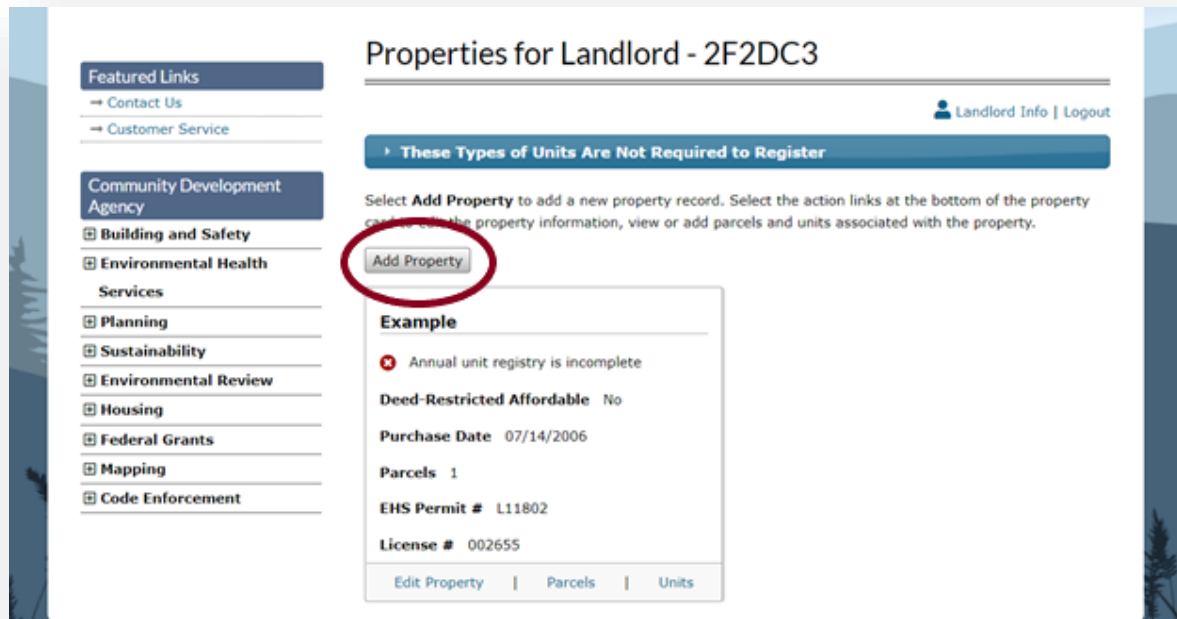 Properties for Landlord - 2F2DC3
Featured Links
Contact Us
Customer Service
Landlord Info | Logout
These Types of Units Are Not Required to Register
Community Development
Agency
Building and Safety
Environmental Health
Services
Planning
Sustainability
Environmental Review
Housing
Federal Grants
Mapping
Code Enforcement
Select Add Property to add a new property record. Select the action links at the bottom of the property
card to edit the property information, view or add parcels and units associated with the property.
Add Property
Example
Annual unit registry is incomplete
Deed-Restricted Affordable No
Purchase Date 07/14/2006
Parcels 1
EHS Permit # L11802
License # 002655
Edit Property | Parcels | Units